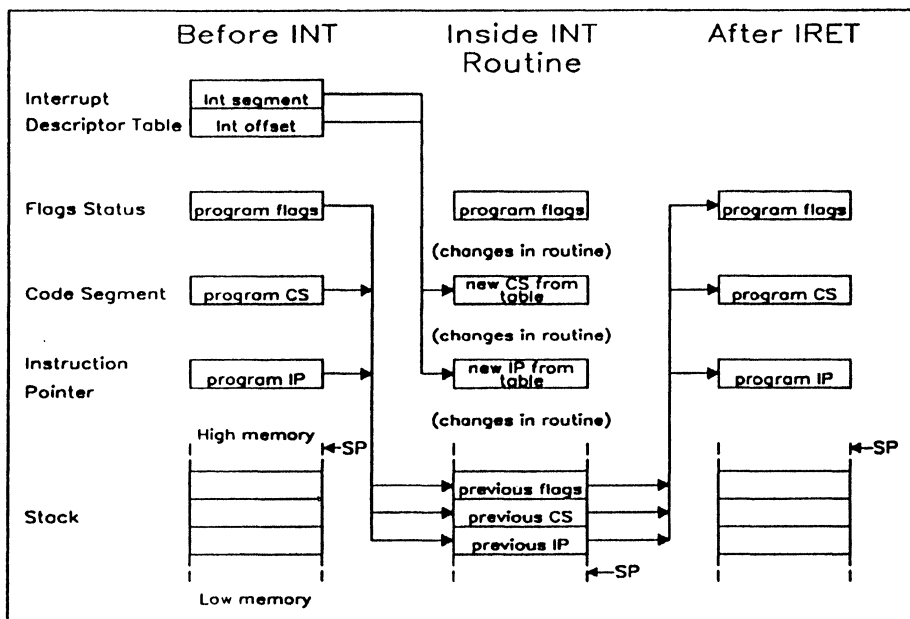 Before INT
Inside INT
Routine
After IRET
Interrupt
Descriptor Table
Int segment
Int offset
Flags Status
program flags
program flags
program flags
(changes in routine)
Code Segment
program CS
new CS from
table
program CS
(changes in routine)
Instruction
Pointer
program IP
new IP from
table
program IP
(changes in routine)
High memory
SP
SP
Stack
previous flags
previous CS
previous IP
SP
Low memory